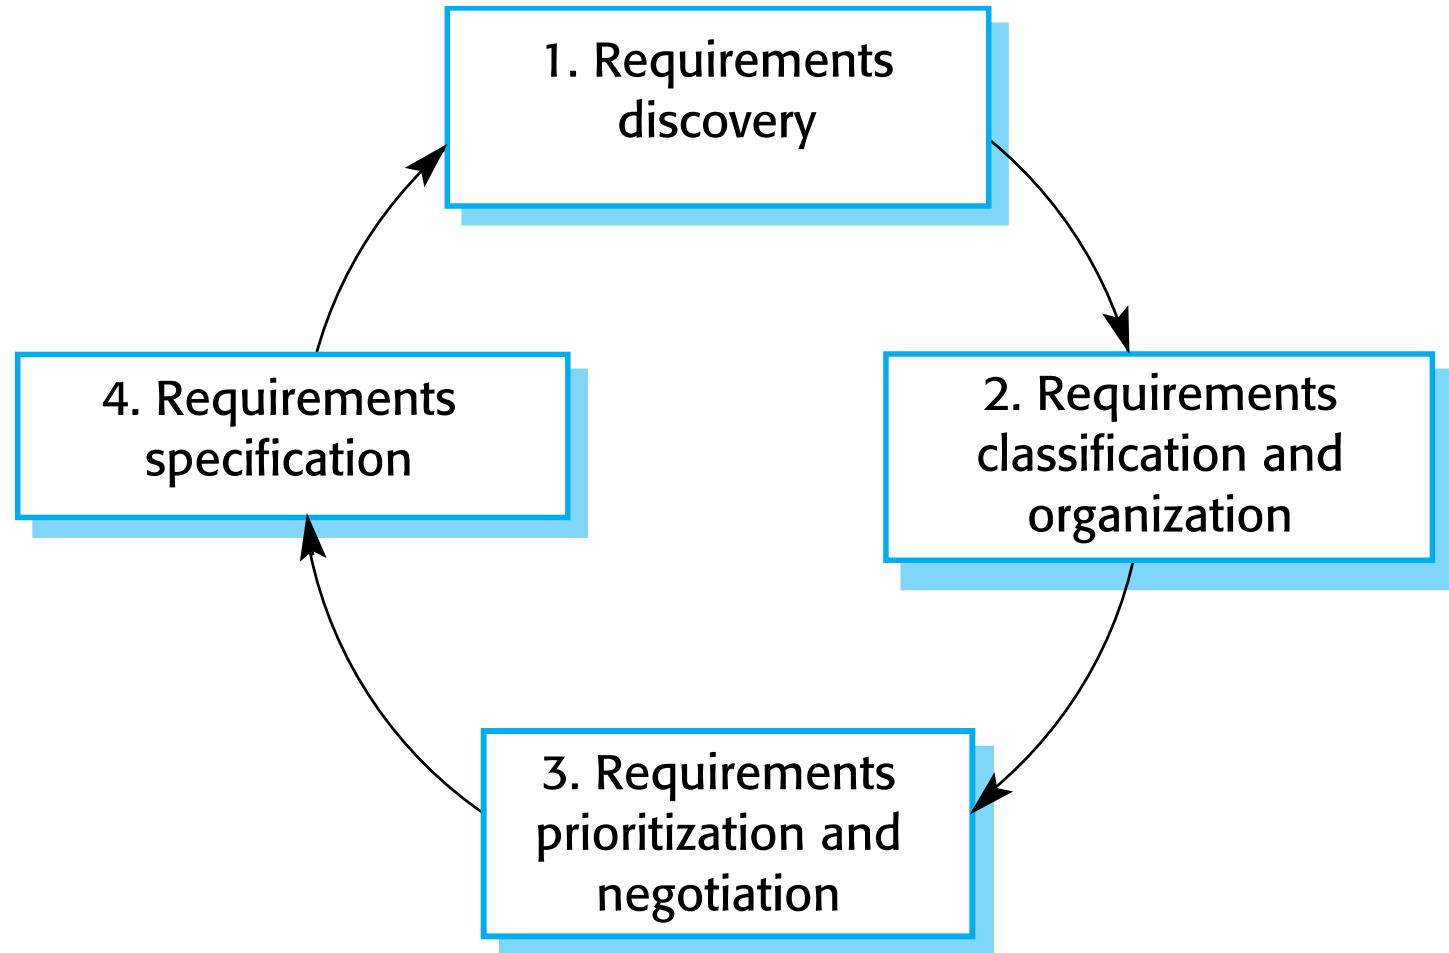 1. Requirements
discovery
2. Requirements
classification and
organization
3. Requirements
prioritization and
negotiation
4. Requirements
specification